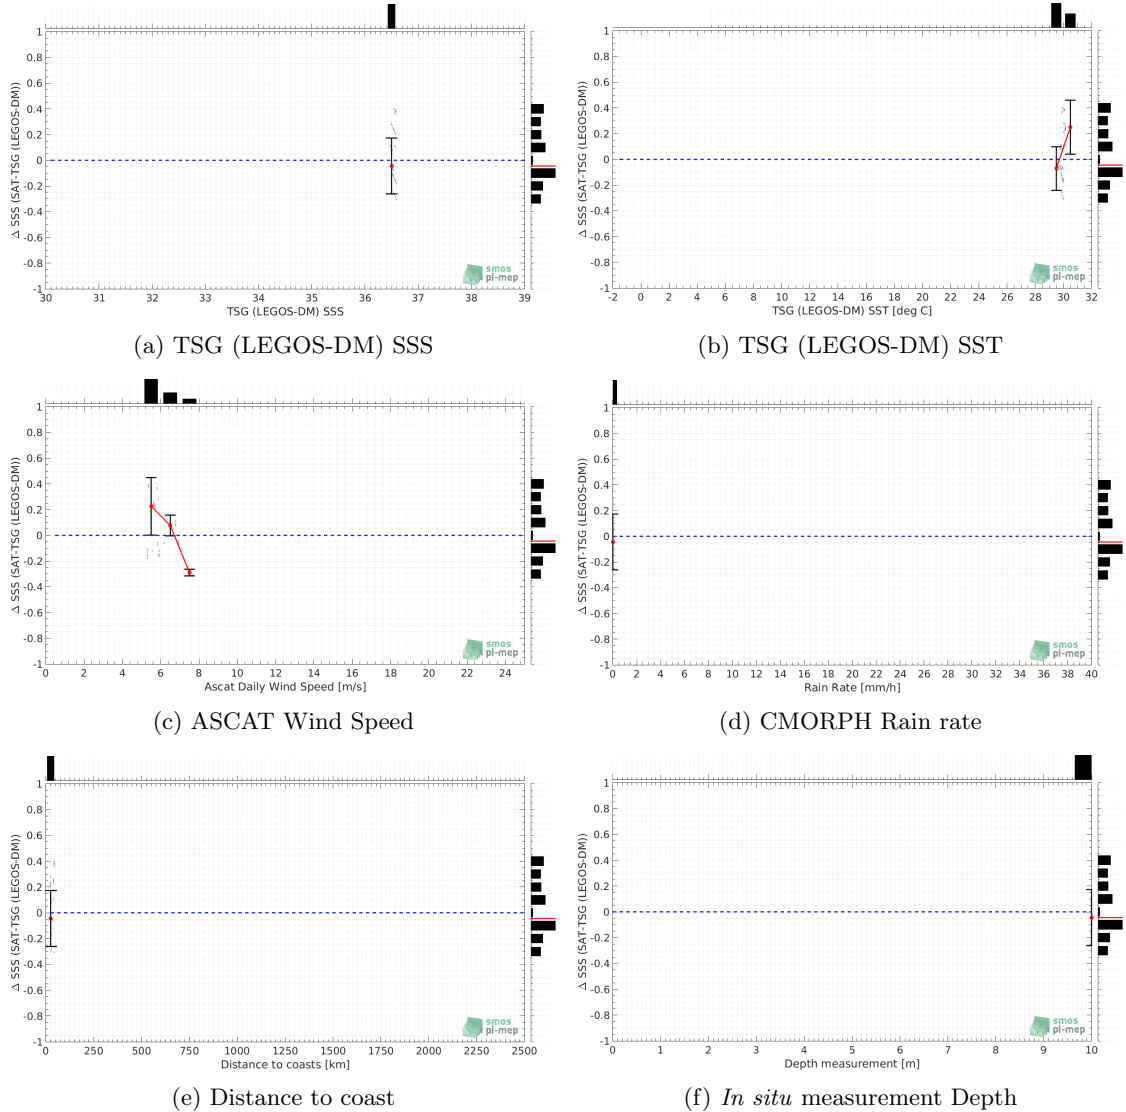 1
0.8
0.6
0.4
0.2
0
-0.2
-0.4
-0.6
-0.8
-1
Δ SSS (SAT-TSG (LEGOS-DM))
30 31 32 33 34 35 36 37 38 39
TSG (LEGOS-DM) SSS
smos
pi-mep
(a) TSG (LEGOS-DM) SSS
1
0.8
0.6
0.4
0.2
0
-0.2
-0.4
-0.6
-0.8
-1
Δ SSS (SAT-TSG (LEGOS-DM))
-2 0 2 4 6 8 10 12 14 16 18 20 22 24 26 28 30 32
TSG (LEGOS-DM) SST [deg C]
smos
pi-mep
(b) TSG (LEGOS-DM) SST
1
0.8
0.6
0.4
0.2
0
-0.2
-0.4
-0.6
-0.8
-1
Δ SSS (SAT-TSG (LEGOS-DM))
0 2 4 6 8 10 12 14 16 18 20 22 24
Ascat Daily Wind Speed [m/s]
smos
pi-mep
(c) ASCAT Wind Speed
1
0.8
0.6
0.4
0.2
0
-0.2
-0.4
-0.6
-0.8
-1
Δ SSS (SAT-TSG (LEGOS-DM))
0 2 4 6 8 10 12 14 16 18 20 22 24 26 28 30 32 34 36 38 40
Rain Rate [mm/h]
smos
pi-mep
(d) CMORPH Rain rate
1
0.8
0.6
0.4
0.2
0
-0.2
-0.4
-0.6
-0.8
-1
Δ SSS (SAT-TSG (LEGOS-DM))
0 250 500 750 1000 1250 1500 1750 2000 2250 2500
Distance to coasts [km]
smos
pi-mep
(e) Distance to coast
1
0.8
0.6
0.4
0.2
0
-0.2
-0.4
-0.6
-0.8
-1
Δ SSS (SAT-TSG (LEGOS-DM))
0 1 2 3 4 5 6 7 8 9 10
Depth measurement [m]
smos
pi-mep
(f) In situ measurement Depth